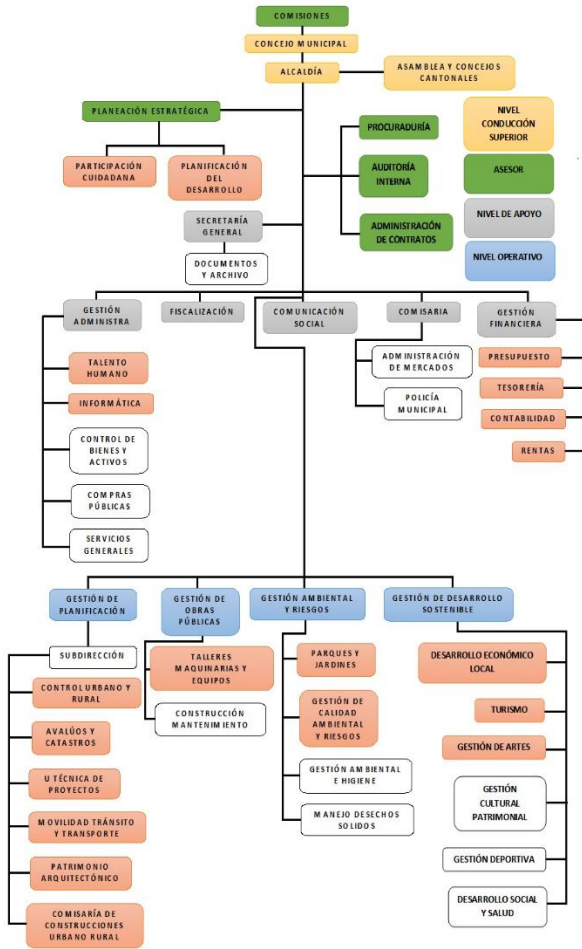 COMISIONES
CONCEJO MUNICIPAL
ALCALDÍA
ASAMBLEA Y CONCEJOS
CANTONALES
PLANEACIÓN ESTRATÉGICA
PARTICIPACIÓN
CUIDADANA
PLANIFICACIÓN
DEL
DESARROLLO
PROCURADURÍA
AUDITORÍA
INTERNA
ADMINISTRACIÓN
DE CONTRATOS
NIVEL
CONDUCCIÓN
SUPERIOR
ASESOR
NIVEL DE APOYO
NIVEL OPERATIVO
SECRETARÍA
GENERAL
DOCUMENTOS
Y ARCHIVO
GESTIÓN
ADMINISTRA
FISCALIZACIÓN
COMUNICACIÓN
SOCIAL
COMISARIA
GESTIÓN
FINANCIERA
TALENTO
HUMANO
INFORMÁTICA
CONTROL DE
BIENES Y
ACTIVOS
COMPRAS
PÚBLICAS
SERVICIOS
GENERALES
ADMINISTRACIÓN
DE MERCADOS
POLICÍA
MUNICIPAL
PRESUPUESTO
TESORERÍA
CONTABILIDAD
RENTAS
GESTIÓN DE
PLANIFICACIÓN
GESTIÓN DE
OBRAS
PÚBLICAS
GESTIÓN AMBIENTAL
Y RIESGOS
GESTIÓN DE DESARROLLO
SOSTENIBLE
SUBDIRECCIÓN
CONTROL URBANO Y
RURAL
AVALÚOS Y
CATASTROS
U TÉCNICA DE
PROYECTOS
MOVILIDAD TRÁNSITO
Y TRANSPORTE
PATRIMONIO
ARQUITECTÓNICO
COMISARÍA DE
CONSTRUCCIONES
URBANO RURAL
TALLERES
MAQUINARIAS Y
EQUIPOS
CONSTRUCCIÓN
MANTENIMIENTO
PARQUES Y
JARDINES
GESTIÓN DE
CALIDAD
AMBIENTAL
Y RIESGOS
GESTIÓN AMBIENTAL
E HIGIENE
MANEJO DESECHOS
SOLIDOS
DESARROLLO ECONÓMICO
LOCAL
TURISMO
GESTIÓN DE ARTES
GESTIÓN
CULTURAL
PATRIMONIAL
GESTIÓN DEPORTIVA
DESARROLLO SOCIAL
Y SALUD